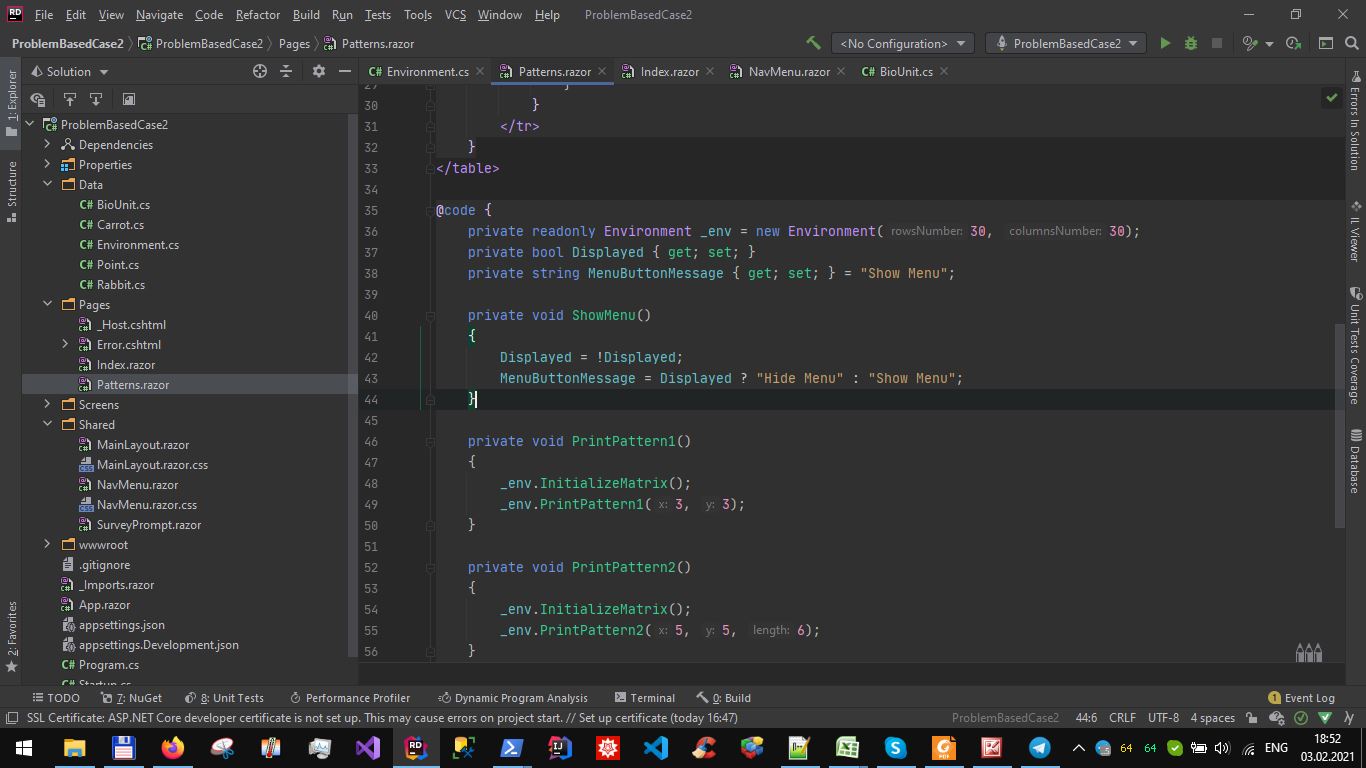 File Edit View Navigate Code Refactor Build Run Tests Tools VCS Window Help ProblemBasedCase2
ProblemBasedCase2 ProblemBasedCase2 Pages Patterns.razor <No Configuration> ProblemBasedCase2
Solution
Environment.cs Patterns.razor Index.razor NavMenu.razor BioUnit.cs
1: Explorer
Structure
2: Favorites
ProblemBasedCase2
Dependencies
Properties
Data
C# BioUnit.cs
C# Carrot.cs
C# Environment.cs
C# Point.cs
C# Rabbit.cs
Pages
_Host.cshtml
Error.cshtml
Index.razor
Patterns.razor
Screens
Shared
MainLayout.razor
MainLayout.razor.css
NavMenu.razor
NavMenu.razor.css
SurveyPrompt.razor
wwwroot
.gitignore
_Imports.razor
App.razor
appsettings.json
appsettings.Development.json
C# Program.cs
C# Startup.cs
29 }
30 }
31 </tr>
32 }
33 </table>
34
35 @code {
36 private readonly Environment _env = new Environment( rowsNumber: 30, columnsNumber: 30);
37 private bool Displayed { get; set; }
38 private string MenuButtonMessage { get; set; } = "Show Menu";
39
40 private void ShowMenu()
41 {
42 Displayed = !Displayed;
43 MenuButtonMessage = Displayed ? "Hide Menu" : "Show Menu";
44 }
45
46 private void PrintPattern1()
47 {
48 _env.InitializeMatrix();
49 _env.PrintPattern1( x: 3, y: 3);
50 }
51
52 private void PrintPattern2()
53 {
54 _env.InitializeMatrix();
55 _env.PrintPattern2( x: 5, y: 5, length: 6);
56 }
Errors In Solution
IL Viewer
Unit Tests Coverage
Database
TODO 7: NuGet 8: Unit Tests Performance Profiler Dynamic Program Analysis Terminal 0: Build 1 Event Log
SSL Certificate: ASP.NET Core developer certificate is not set up. This may cause errors on project start. // Set up certificate (today 16:47) ProblemBasedCase2 44:6 CRLF UTF-8 4 spaces
64 64 ENG 18:52
03.02.2021